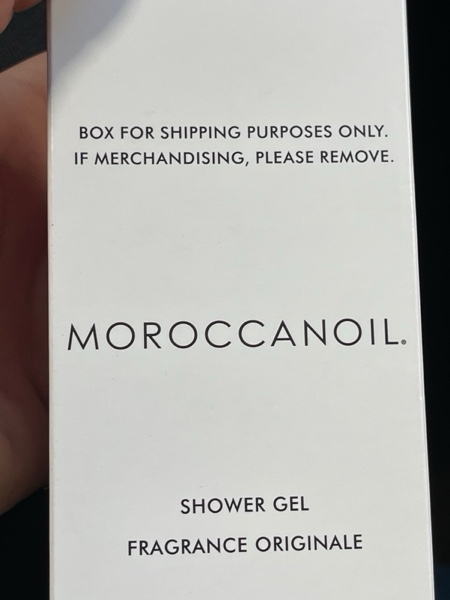 BOX FOR SHIPPING PURPOSES ONLY.
IF MERCHANDISING, PLEASE REMOVE.
MOROCCANOIL®
SHOWER GEL
FRAGRANCE ORIGINALE